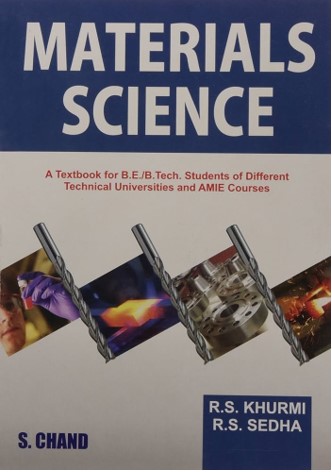 MATERIALS
SCIENCE
A Textbook for B.E./B.Tech. Students of Different
Technical Universities and AMIE Courses
R.S. KHURMI
R.S. SEDHA
S. CHAND